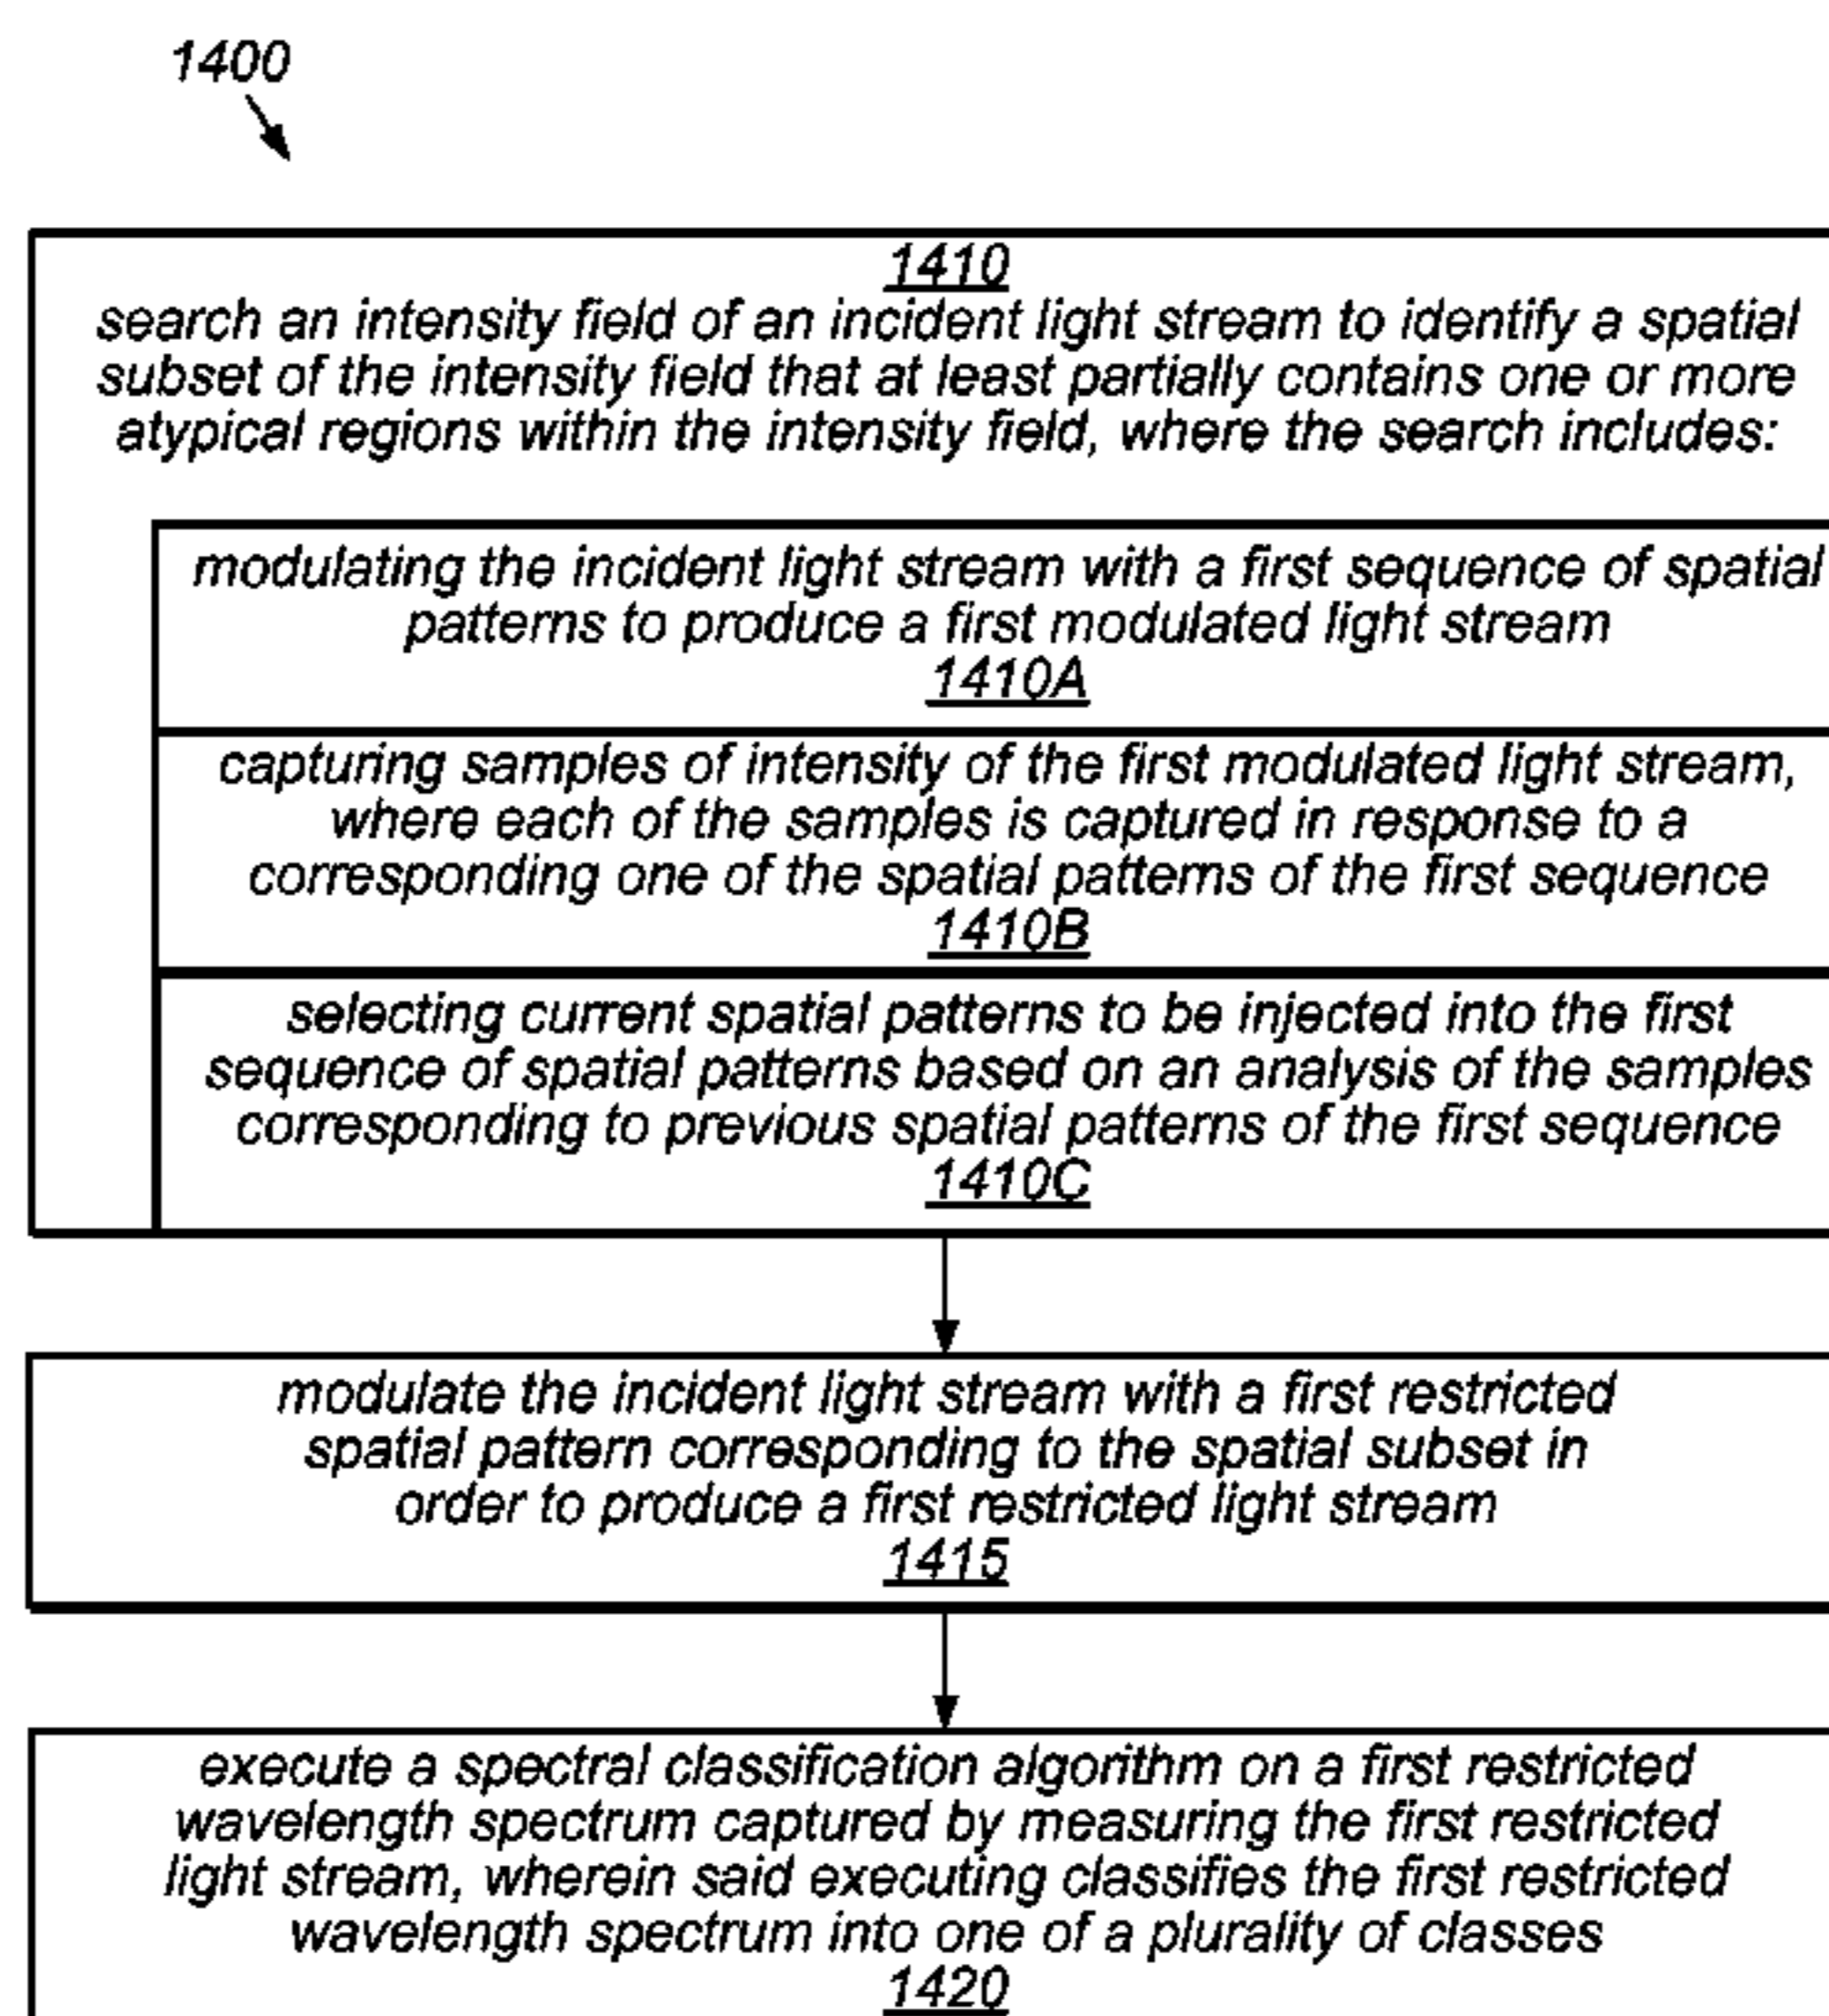 1400
1410
search an intensity field of an incident light stream to identify a spatial
subset of the intensity field that at least partially contains one or more
atypical regions within the intensity field, where the search includes:
modulating the incident light stream with a first sequence of spatial
patterns to produce a first modulated light stream
1410A
capturing samples of intensity of the first modulated light stream,
where each of the samples is captured in response to a
corresponding one of the spatial patterns of the first sequence
1410B
selecting current spatial patterns to be injected into the first
sequence of spatial patterns based on an analysis of the samples
corresponding to previous spatial patterns of the first sequence
1410C
modulate the incident light stream with a first restricted
spatial pattern corresponding to the spatial subset in
order to produce a first restricted light stream
1415
execute a spectral classification algorithm on a first restricted
wavelength spectrum captured by measuring the first restricted
light stream, wherein said executing classifies the first restricted
wavelength spectrum into one of a plurality of classes
1420